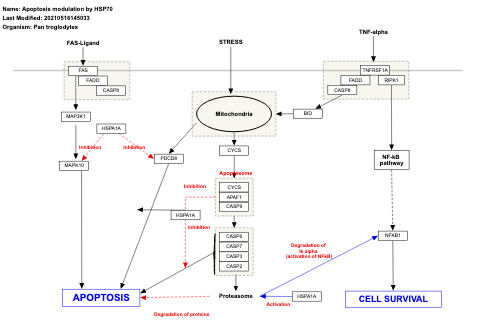 Name: Apoptosis modulation by HSP70
Last Modified: 20210516145033
Organism: Pan troglodytes
FAS-Ligand
STRESS
TNF-alpha
FAS
FADD
CASP8
TNFRSF1A
FADD
RIPK1
CASP8
MAP3K1
HSPA1A
Mitochondria
BID
Inhibition
Inhibition
CYCS
MAPK10
PDCD8
NF-kB
pathway
Apoptosome
Inhibition
CYCS
APAF1
CASP9
HSPA1A
Inhibition
CASP6
CASP7
CASP3
CASP2
NFKB1
Degradation of
Ik alpha
(activation of NFkB)
APOPTOSIS
Proteasome
HSPA1A
CELL SURVIVAL
Activation
Degradation of proteins